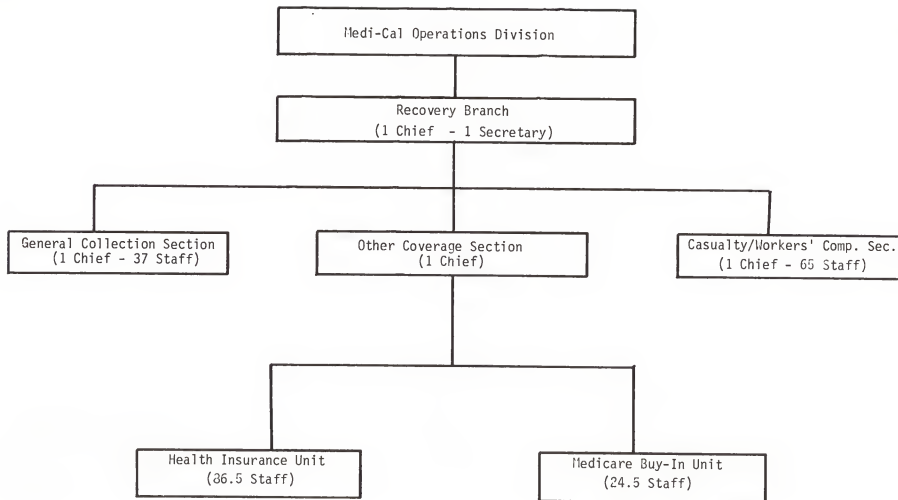 Medi-Cal Operations Division
Recovery Branch
(1 Chief - 1 Secretary)
General Collection Section
(1 Chief - 37 Staff)
Other Coverage Section
(1 Chief)
Casualty/Workers' Comp. Sec.
(1 Chief - 65 Staff)
Health Insurance Unit
(36.5 Staff)
Medicare Buy-In Unit
(24.5 Staff)